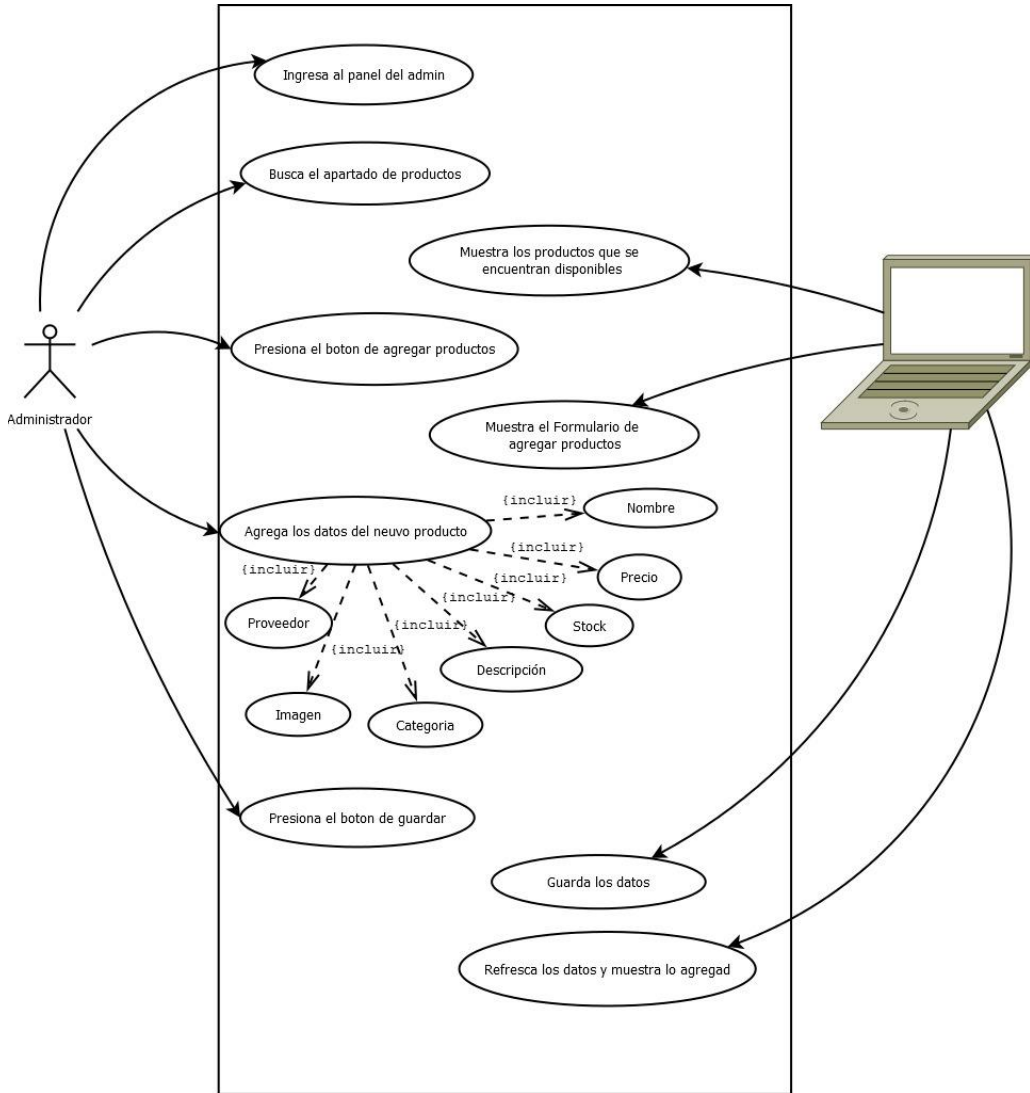 Ingresa al panel del admin
Busca el apartado de productos
Muestra los productos que se
encuentran disponibles
Presiona el boton de agregar productos
Administrador
Muestra el Formulario de
agregar productos
{incluir}
Nombre
Agrega los datos del neuvo producto
{incluir}
{incluir}
Precio
{incluir}
{incluir}
Proveedor
{incluir}
Stock
{incluir}
Descripción
Imagen
Categoria
Presiona el boton de guardar
Guarda los datos
Refresca los datos y muestra lo agregad